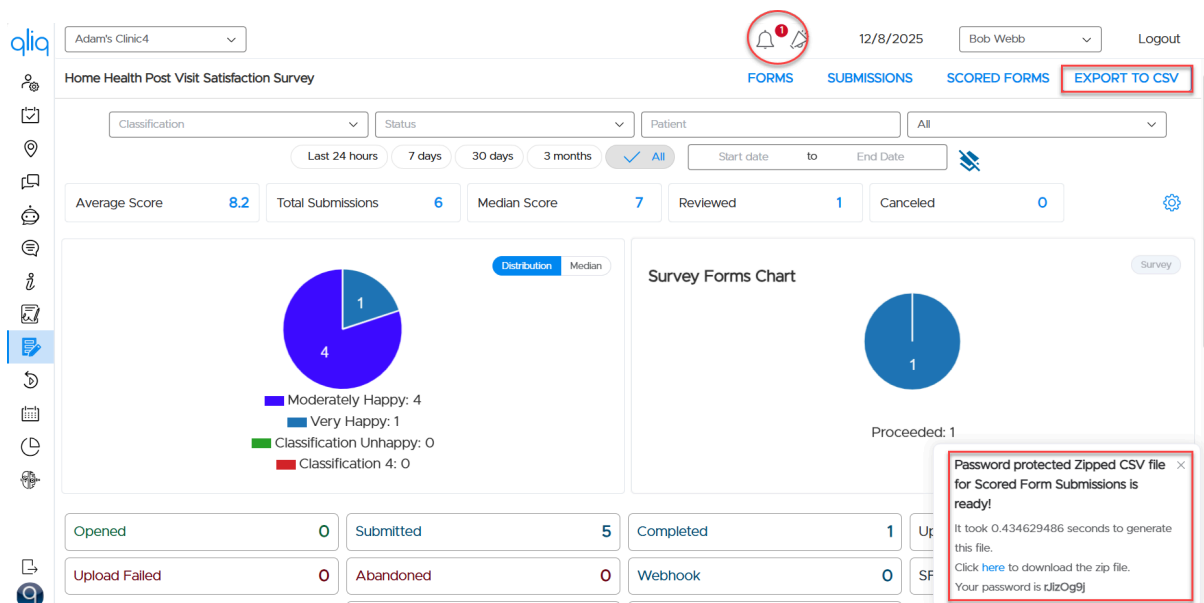 qliq
Adam's Clinic4
1
12/8/2025
Bob Webb
Logout
Home Health Post Visit Satisfaction Survey
FORMS
SUBMISSIONS
SCORED FORMS
EXPORT TO CSV
Classification
Status
Patient
All
Last 24 hours
7 days
30 days
3 months
All
Start date
to
End Date
Average Score 8.2
Total Submissions 6
Median Score 7
Reviewed 1
Canceled 0
Distribution
Median
1
4
Moderately Happy: 4
Very Happy: 1
Classification Unhappy: 0
Classification 4: 0
Survey Forms Chart
Survey
1
Proceeded: 1
Opened 0
Submitted 5
Completed 1
Upload Failed 0
Abandoned 0
Webhook 0
Password protected Zipped CSV file
for Scored Form Submissions is
ready!
It took 0.434629486 seconds to generate
this file.
Click here to download the zip file.
Your password is rJizOg9j